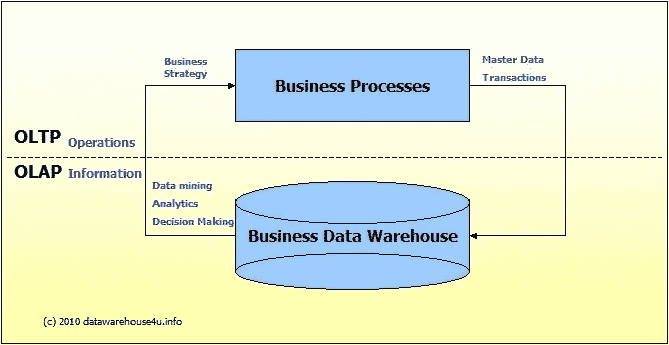 Business
Strategy
Business Processes
Master Data
Transactions
OLTP Operations
OLAP Information
Data mining
Analytics
Decision Making
Business Data Warehouse
(c) 2010 datawarehouse4u.info